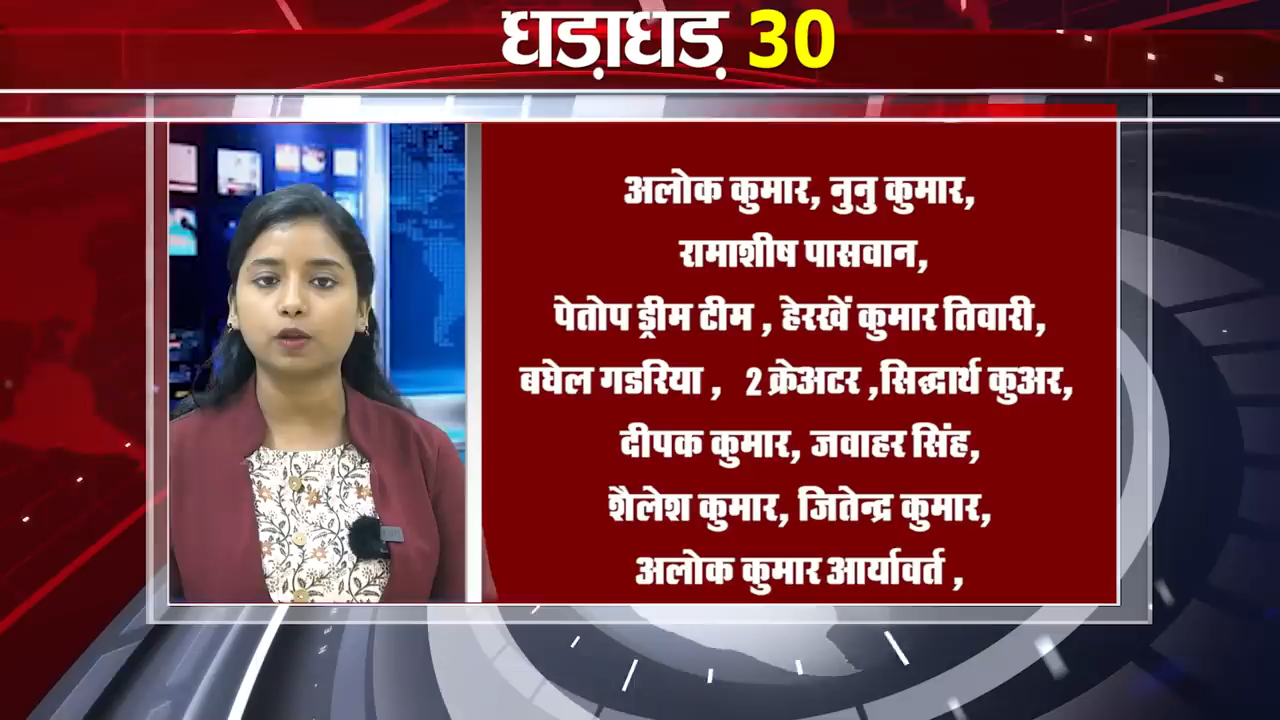 धड़ाधड़ 30
अलोक कुमार, नुनु कुमार,
रामाशीष पासवान,
पेतोप ड्रीम टीम , हेरखें कुमार तिवारी,
बघेल गडरिया , 2 क्रेअटर ,सिद्धार्थ कुअर,
दीपक कुमार, जवाहर सिंह,
शैलेश कुमार, जितेन्द्र कुमार,
अलोक कुमार आर्यावर्त ,